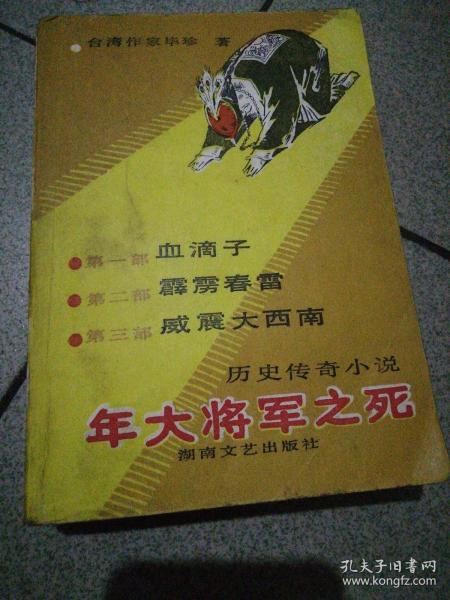 台湾作家毕珍 著
第一部 血滴子
第二部 霹雳春雷
第三部 威震大西南
历史传奇小说
年大将军之死
湖南文艺出版社
孔夫子旧书网
www.kongfz.com